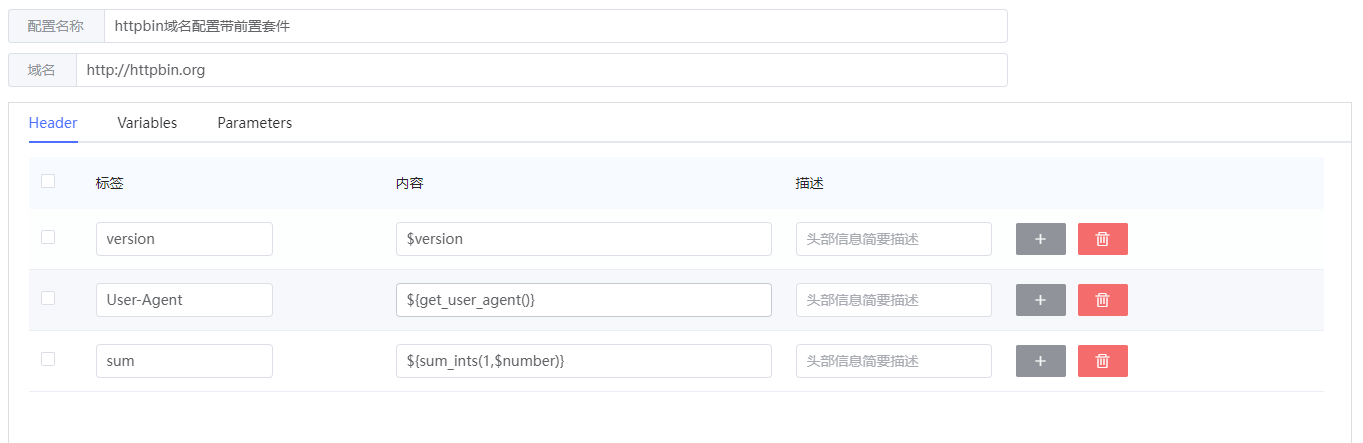 配置名称 httpbin域名配置带前置套件
域名 http://httpbin.org
Header Variables Parameters
标签 内容 描述
version $version 头部信息简要描述
User-Agent ${get_user_agent()} 头部信息简要描述
sum ${sum_ints(1,$number)} 头部信息简要描述